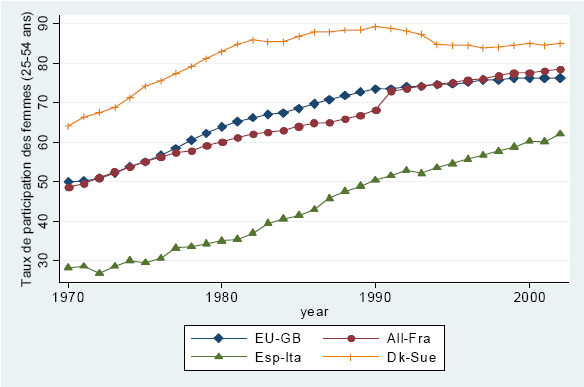 Taux de participation des femmes (25-54 ans)
90
80
70
60
50
40
30
1970
1980
1990
2000
year
EU-GB
All-Fra
Esp-Ita
Dk-Sue